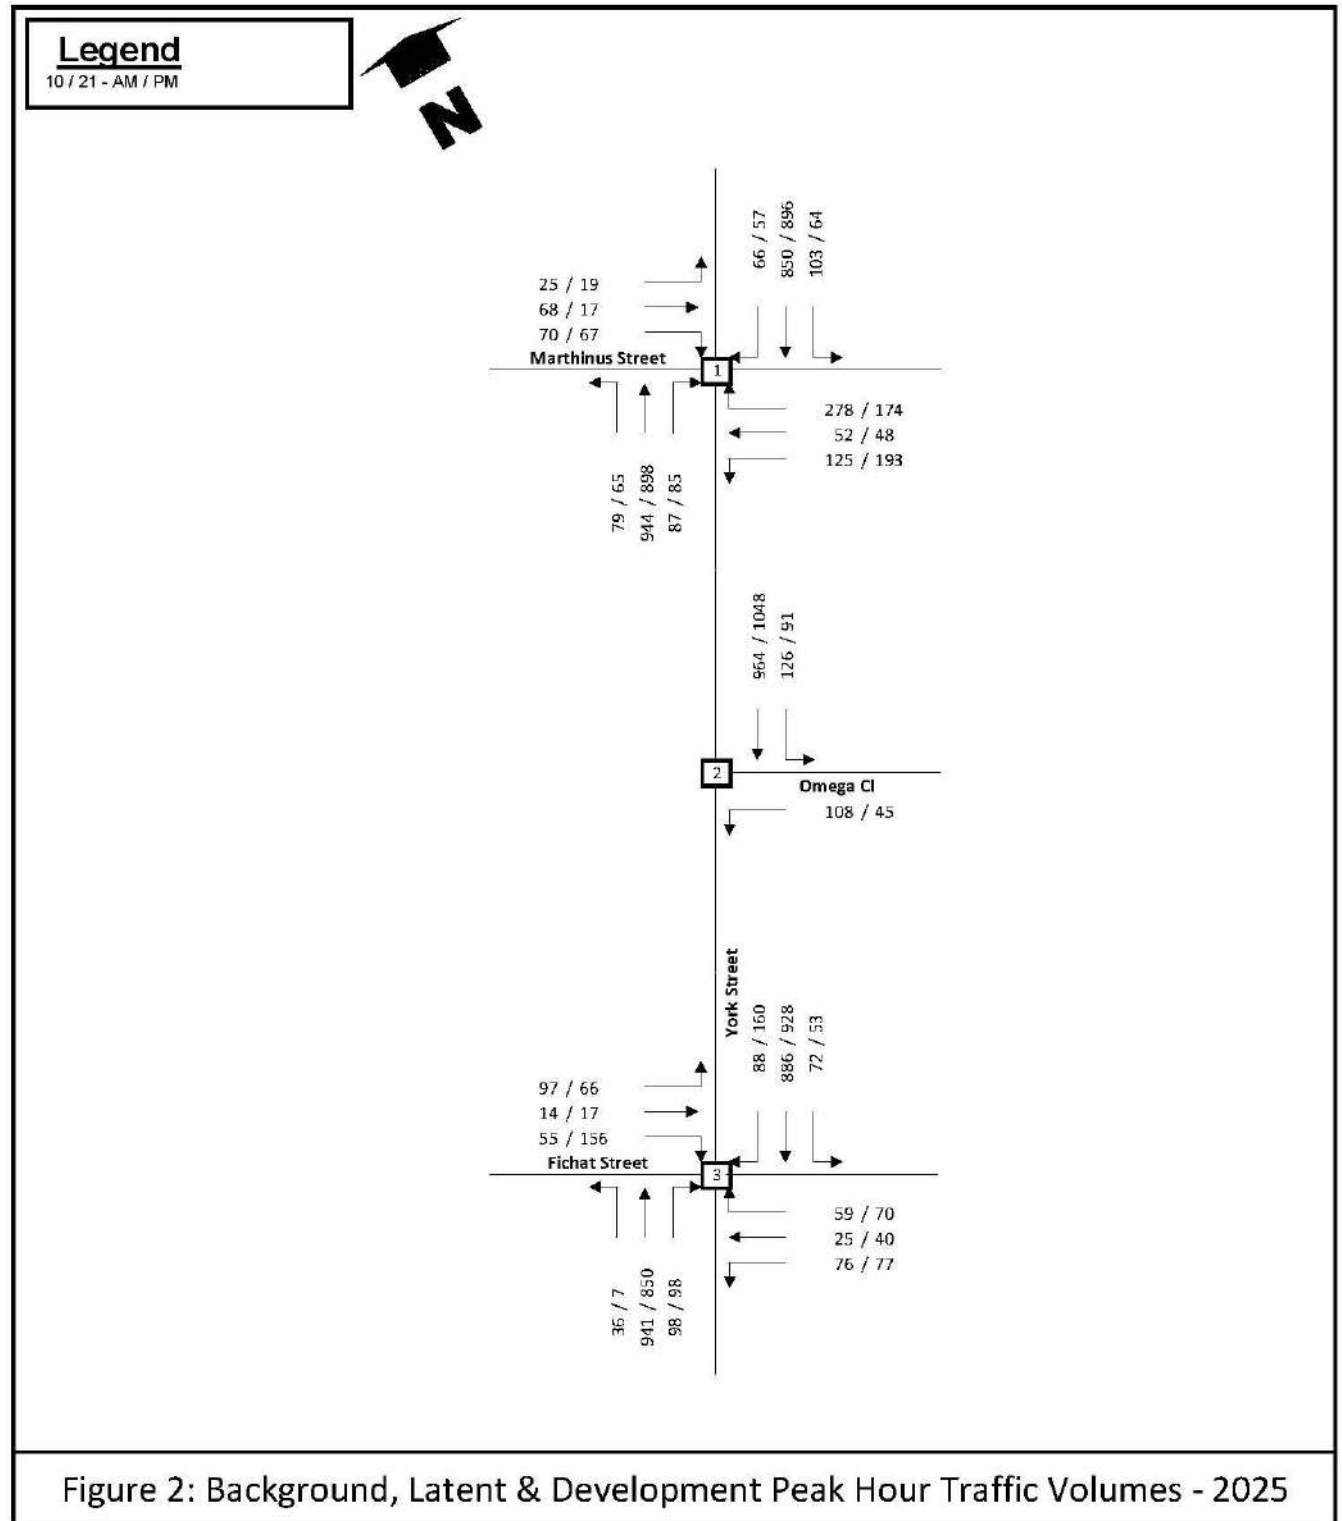 Legend
10 / 21 - AM / PM
N
66 / 57
850 / 896
103 / 64
25 / 19
68 / 17
70 / 67
Marthinus Street
1
278 / 174
52 / 48
125 / 193
79 / 65
944 / 898
87 / 85
964 / 1048
126 / 91
2
Omega Cl
108 / 45
York Street
88 / 160
886 / 928
72 / 53
97 / 66
14 / 17
55 / 156
Fichat Street
3
59 / 70
25 / 40
76 / 77
36 / 7
941 / 850
98 / 98
Figure 2: Background, Latent & Development Peak Hour Traffic Volumes - 2025